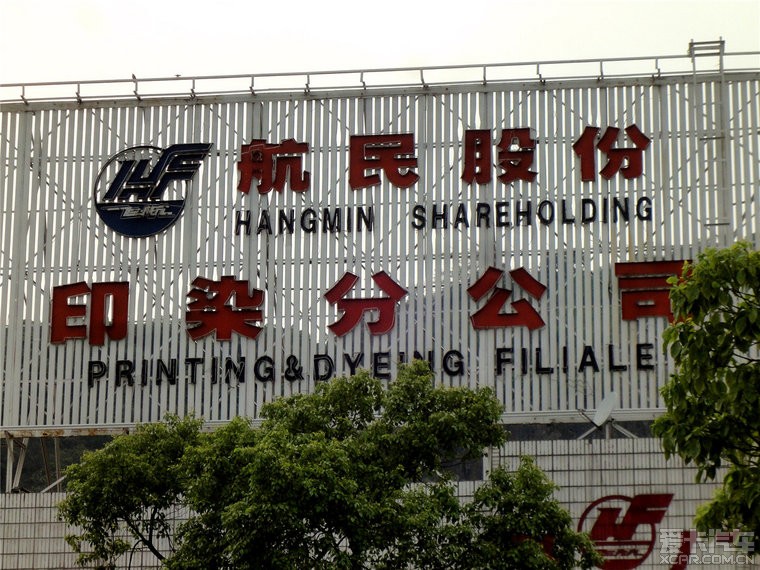 航民股份
HANGMIN SHAREHOLDING
印染分公司
PRINTING&DYEING FILIALE
爱卡汽车
XCAR.COM.CN